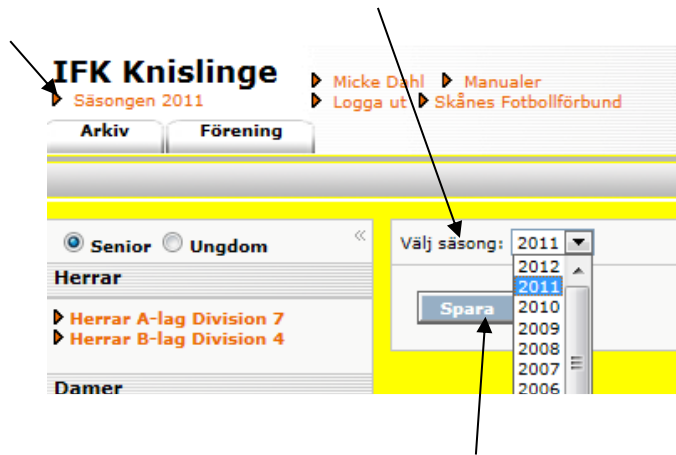 IFK Knislinge
Säsongen 2011
Micke Dahl Manualer
Logga ut Skånes Fotbollförbund
Arkiv Förening
Senior Ungdom «
Herrar
Herrar A-lag Division 7
Herrar B-lag Division 4
Damer
Välj säsong: 2011
2012
2011
2010
2009
2008
2007
2006
Spara